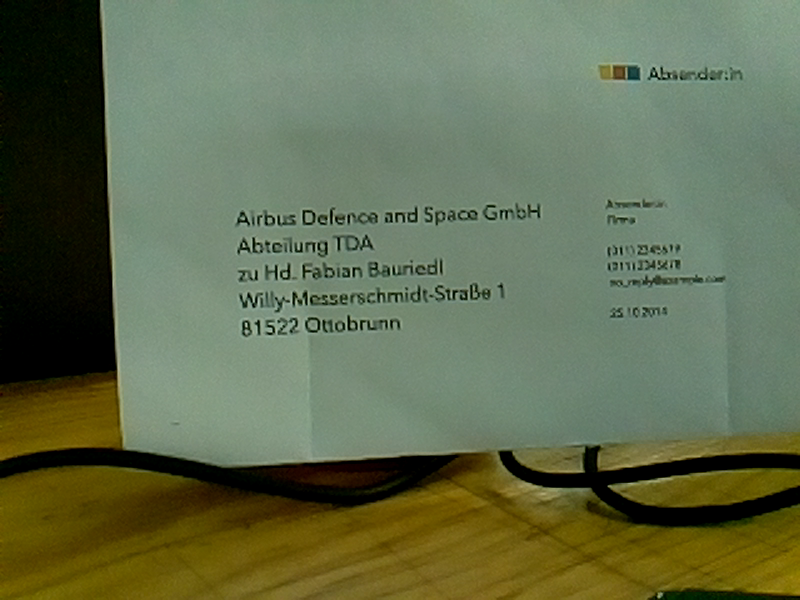 Absender:in
Airbus Defence and Space GmbH
Abteilung TDA
zu Hd. Fabian Bauriedl
Willy-Messerschmidt-Straße 1
81522 Ottobrunn
Absender:in
Firma
(011) 2345679
(011) 2345678
no_reply@example.com
25.10.2014